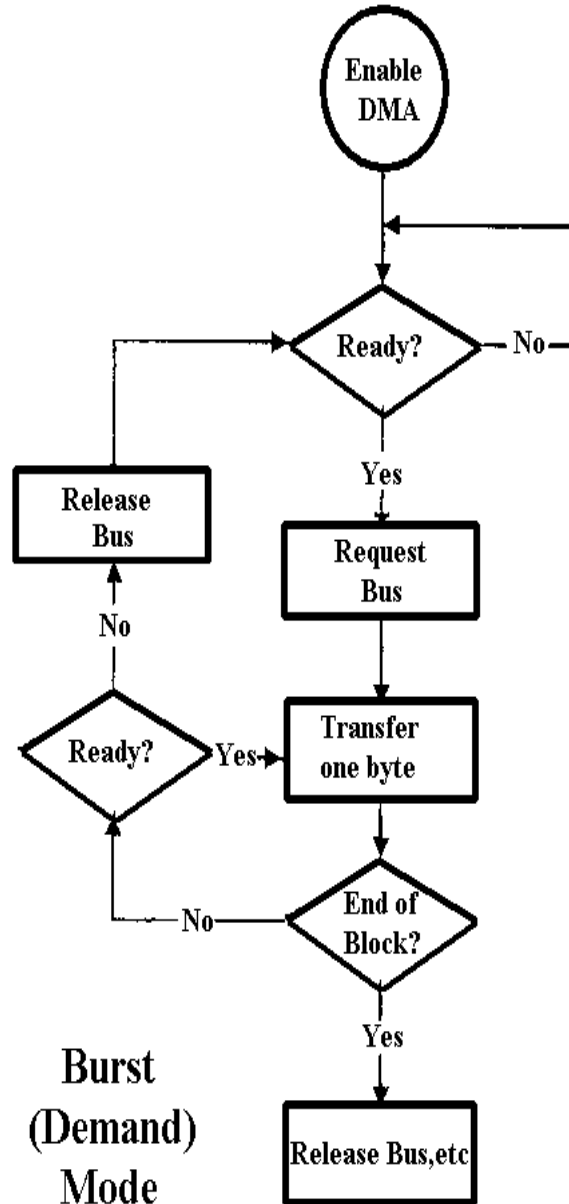 Enable
DMA
Ready?
No
Yes
Release
Bus
Request
Bus
No
Transfer
one byte
Ready?
Yes
End of
Block?
No
Yes
Burst
(Demand)
Mode
Release Bus,etc